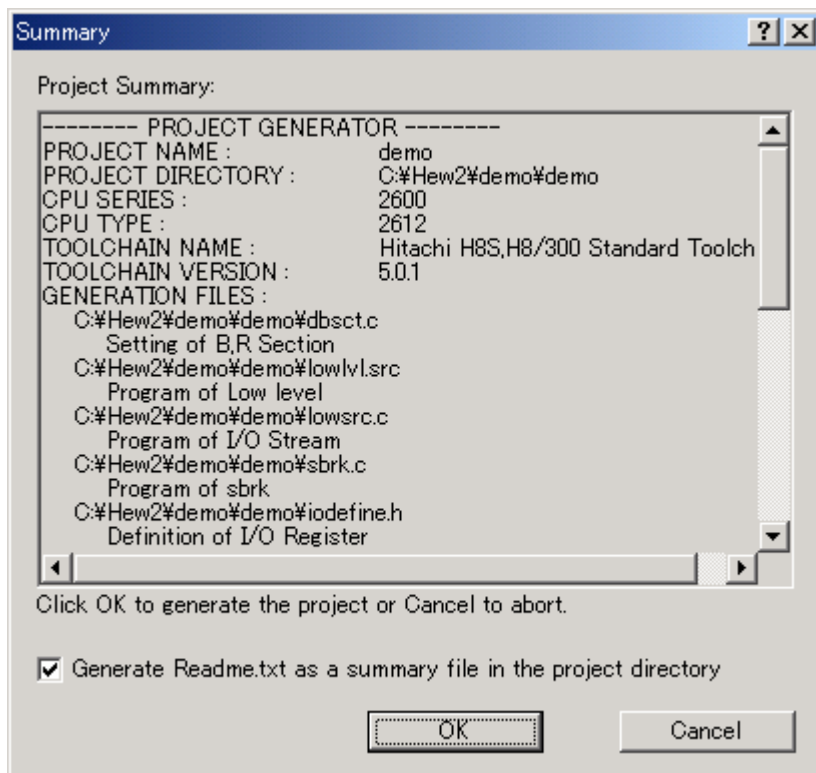 Summary
Project Summary:
-------- PROJECT GENERATOR --------
PROJECT NAME : demo
PROJECT DIRECTORY : C:¥Hew2¥demo¥demo
CPU SERIES : 2600
CPU TYPE : 2612
TOOLCHAIN NAME : Hitachi H8S,H8/300 Standard Toolch
TOOLCHAIN VERSION : 5.0.1
GENERATION FILES :
C:¥Hew2¥demo¥demo¥dbsct.c
Setting of B,R Section
C:¥Hew2¥demo¥demo¥lowlvl.src
Program of Low level
C:¥Hew2¥demo¥demo¥lowsrc.c
Program of I/O Stream
C:¥Hew2¥demo¥demo¥sbrk.c
Program of sbrk
C:¥Hew2¥demo¥demo¥iodefine.h
Definition of I/O Register
Click OK to generate the project or Cancel to abort.
Generate Readme.txt as a summary file in the project directory
OK Cancel